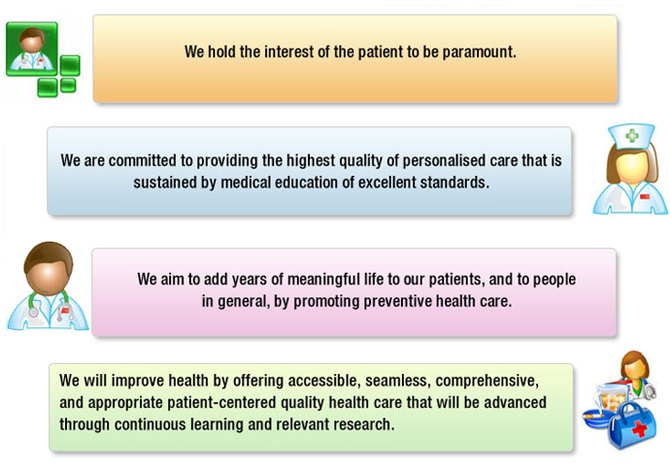 We hold the interest of the patient to be paramount.
We are committed to providing the highest quality of personalised care that is
sustained by medical education of excellent standards.
We aim to add years of meaningful life to our patients, and to people
in general, by promoting preventive health care.
We will improve health by offering accessible, seamless, comprehensive,
and appropriate patient-centered quality health care that will be advanced
through continuous learning and relevant research.